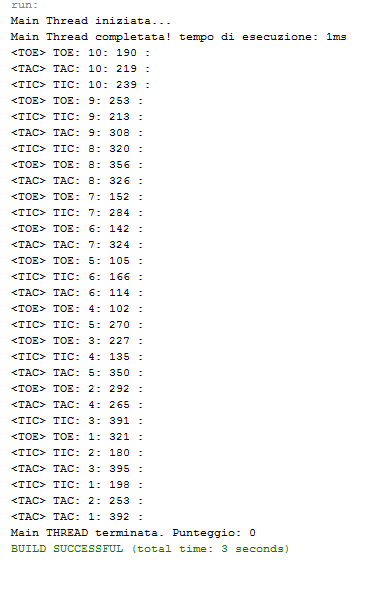 run:
Main Thread iniziata...
Main Thread completata! tempo di esecuzione: 1ms
<TOE> TOE: 10: 190 :
<TAC> TAC: 10: 219 :
<TIC> TIC: 10: 239 :
<TOE> TOE: 9: 253 :
<TIC> TIC: 9: 213 :
<TAC> TAC: 9: 308 :
<TIC> TIC: 8: 320 :
<TOE> TOE: 8: 356 :
<TAC> TAC: 8: 326 :
<TOE> TOE: 7: 152 :
<TIC> TIC: 7: 284 :
<TOE> TOE: 6: 142 :
<TAC> TAC: 7: 324 :
<TOE> TOE: 5: 105 :
<TIC> TIC: 6: 166 :
<TAC> TAC: 6: 114 :
<TOE> TOE: 4: 102 :
<TIC> TIC: 5: 270 :
<TOE> TOE: 3: 227 :
<TIC> TIC: 4: 135 :
<TAC> TAC: 5: 350 :
<TOE> TOE: 2: 292 :
<TAC> TAC: 4: 265 :
<TIC> TIC: 3: 391 :
<TOE> TOE: 1: 321 :
<TIC> TIC: 2: 180 :
<TAC> TAC: 3: 395 :
<TIC> TIC: 1: 198 :
<TAC> TAC: 2: 253 :
<TAC> TAC: 1: 392 :
Main THREAD terminata. Punteggio: 0
BUILD SUCCESSFUL (total time: 3 seconds)